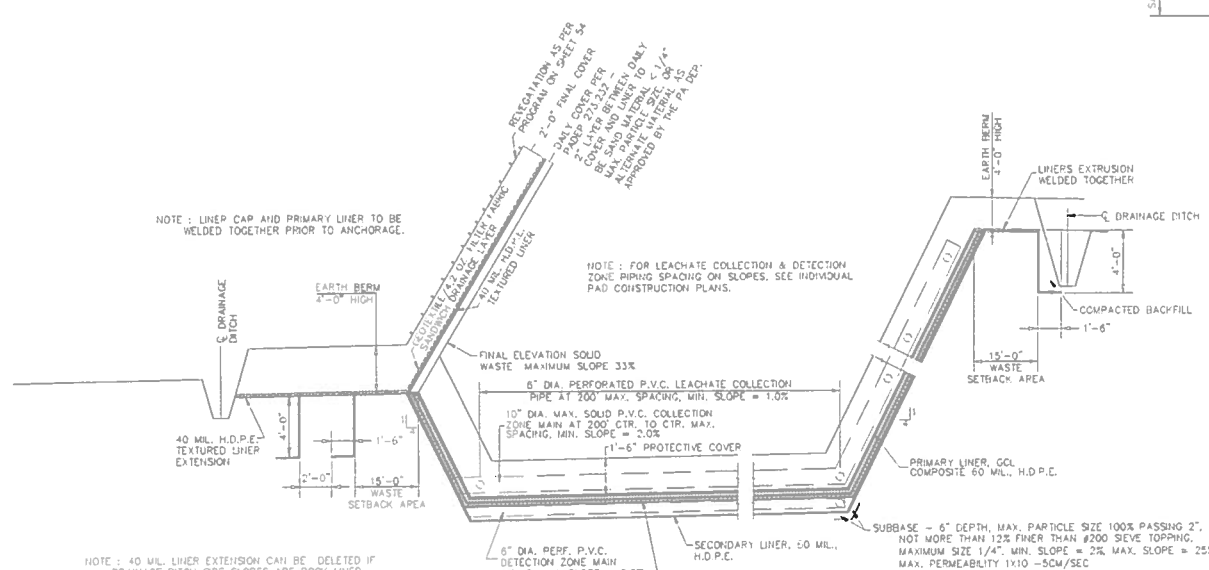 REVEGATATION AS PER
PROGRAM ON SHEET 54
2'-0" FINAL COVER
DAILY COVER PER
PADEP 273.232 -
2" LAYER BETWEEN DAILY
COVER AND LINER TO
BE SAND MATERIAL < 1/4"
MAX. PARTICLE SIZE, OR
ALTERNATE MATERIAL AS
APPROVED BY THE PA DEP.
GEOTEXTILE/4.2 OZ. FILTER FABRIC
SANDWICH DRAINAGE LAYER
40 MIL. H.D.P.E.
TEXTURED LINER
NOTE : LINER CAP AND PRIMARY LINER TO BE
WELDED TOGETHER PRIOR TO ANCHORAGE.
NOTE : FOR LEACHATE COLLECTION & DETECTION
ZONE PIPING SPACING ON SLOPES, SEE INDIVIDUAL
PAD CONSTRUCTION PLANS.
EARTH BERM
4'-0" HIGH
LINERS EXTRUSION
WELDED TOGETHER
℄ DRAINAGE DITCH
4'-0"
COMPACTED BACKFILL
1'-6"
15'-0"
WASTE
SETBACK AREA
℄ DRAINAGE
DITCH
EARTH BERM
4'-0" HIGH
FINAL ELEVATION SOLID
WASTE MAXIMUM SLOPE 33%
6" DIA. PERFORATED P.V.C. LEACHATE COLLECTION
PIPE AT 200' MAX. SPACING, MIN. SLOPE = 1.0%
10" DIA. MAX. SOLID P.V.C. COLLECTION
ZONE MAIN AT 200' CTR. TO CTR. MAX.
SPACING, MIN. SLOPE = 2.0%
1'-6" PROTECTIVE COVER
40 MIL. H.D.P.E.
TEXTURED LINER
EXTENSION
4'-0"
1'-6"
2'-0"
15'-0"
WASTE
SETBACK AREA
1
1
PRIMARY LINER, GCL
COMPOSITE 60 MIL., H.D.P.E.
SUBBASE - 6" DEPTH, MAX. PARTICLE SIZE 100% PASSING 2",
NOT MORE THAN 12% FINER THAN #200 SIEVE TOPPING,
MAXIMUM SIZE 1/4". MIN. SLOPE = 2%, MAX. SLOPE = 25%
MAX. PERMEABILITY 1X10 -5CM/SEC
SECONDARY LINER, 60 MIL.,
H.D.P.E.
6" DIA. PERF. P.V.C.
DETECTION ZONE MAIN
NOTE : 40 MIL. LINER EXTENSION CAN BE DELETED IF